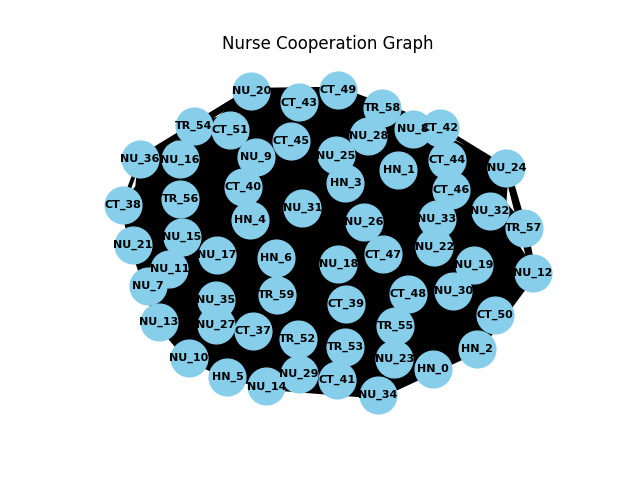 Nurse Cooperation Graph
NU_20
CT_49
CT_43
TR_58
TR_54
CT_51
NU_28
NU_8
CT_42
CT_45
NU_36
NU_16
NU_9
NU_25
CT_44
NU_24
HN_1
HN_3
CT_40
CT_46
TR_56
CT_38
NU_31
NU_32
HN_4
NU_26
NU_33
TR_57
NU_15
NU_21
NU_22
NU_17
CT_47
HN_6
NU_18
NU_19
NU_11
NU_12
NU_7
NU_30
TR_59
CT_48
NU_35
CT_39
CT_50
NU_13
NU_27
TR_55
CT_37
TR_52
TR_53
HN_2
NU_10
NU_23
HN_0
NU_29
HN_5
CT_41
NU_14
NU_34